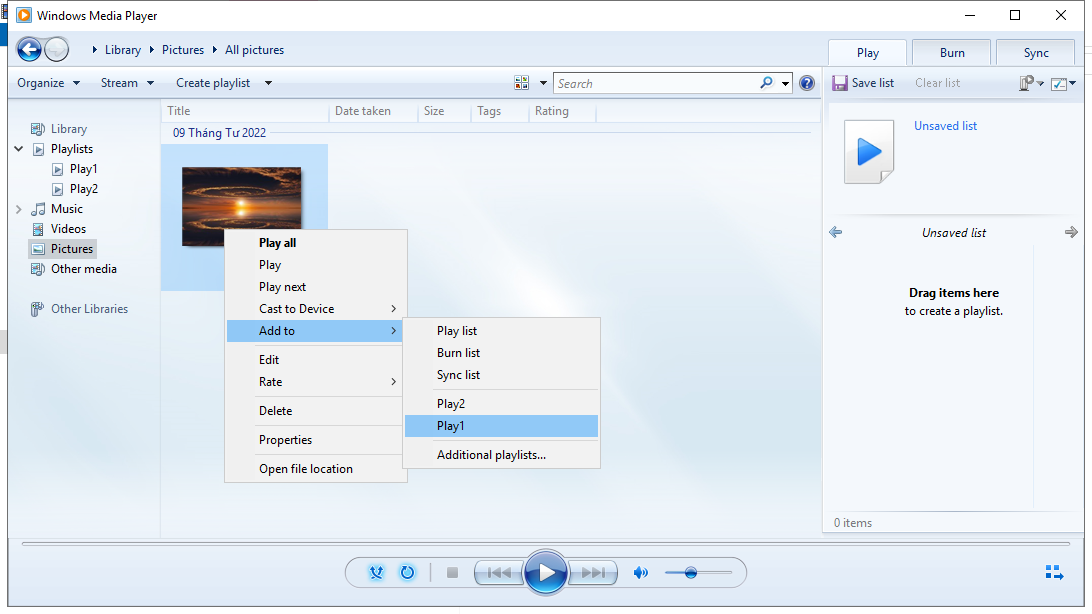 Windows Media Player
Library
Pictures
All pictures
Play
Burn
Sync
Organize
Stream
Create playlist
Search
Save list
Clear list
Title
Date taken
Size
Tags
Rating
09 Tháng Tư 2022
Library
Playlists
Play1
Play2
Music
Videos
Pictures
Other media
Other Libraries
Play all
Play
Play next
Cast to Device
Add to
Edit
Rate
Delete
Properties
Open file location
Play list
Burn list
Sync list
Play2
Play1
Additional playlists...
Unsaved list
Unsaved list
Drag items here
to create a playlist.
0 items